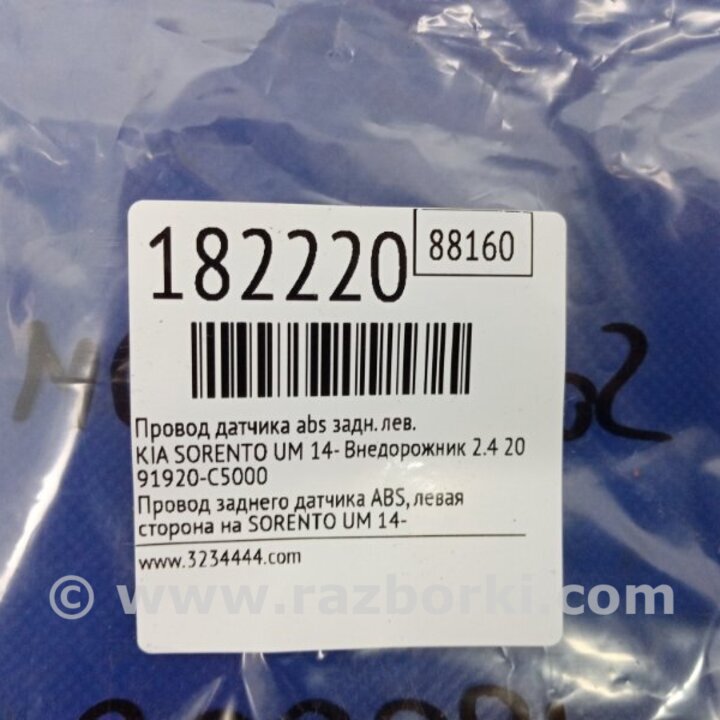 182220
88160
Провод датчика abs задн. лев.
KIA SORENTO UM 14- Внедорожник 2.4 20
91920-C5000
Провод заднего датчика ABS, левая
сторона на SORENTO UM 14-
www.3234444.com
© www.razborki.com